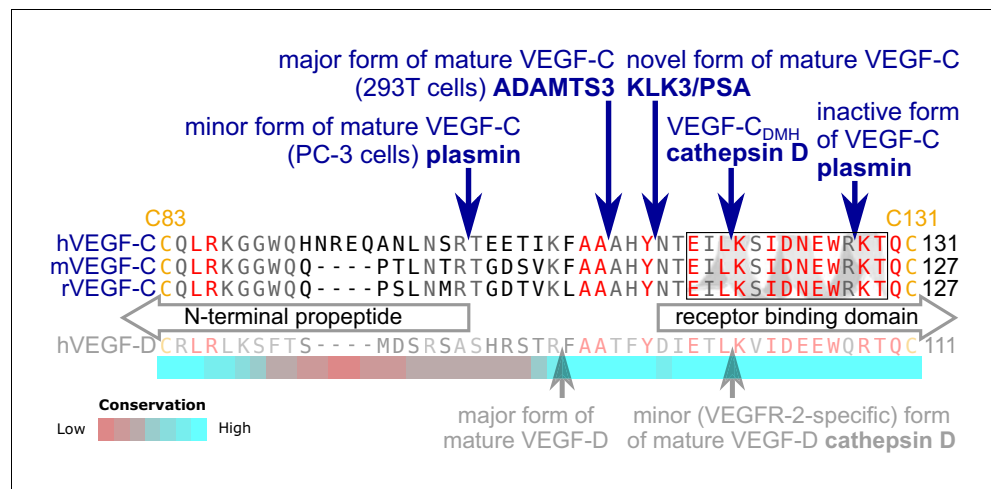 major form of mature VEGF-C
(293T cells) ADAMTS3
novel form of mature VEGF-C
KLK3/PSA
minor form of mature VEGF-C
(PC-3 cells) plasmin
VEGF-C_DMH
cathepsin D
inactive form
of VEGF-C
plasmin
C83
C131
hVEGF-C CQLRKGGWQHNREQANLNSRTEETIKFAAAHYNTEILKSIDNEWRKTQC 131
mVEGF-C CQLRKGGWQQ----PTLNTRTGDSVKFAAAHYNTEILKSIDNEWRKTQC 127
rVEGF-C CQLRKGGWQQ----PSLNMRTGDTVKLAAAHYNTEILKSIDNEWRKTQC 127
N-terminal propeptide
receptor binding domain
hVEGF-D CRLRLKSFTS----MDSRSASHRSTRFAATFYDIETLKVIDEEWQRTQC 111
Conservation
Low High
major form of
mature VEGF-D
minor (VEGFR-2-specific) form
of mature VEGF-D cathepsin D